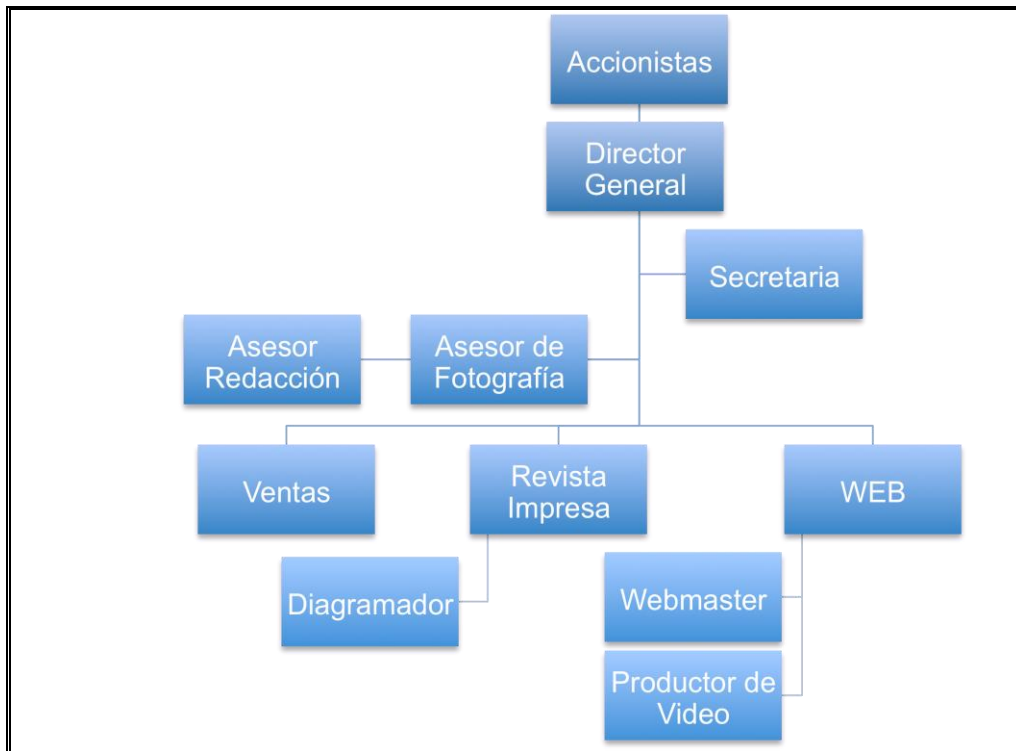 Accionistas
Director
General
Secretaria
Asesor
Redacción
Asesor de
Fotografía
Ventas
Revista
Impresa
WEB
Diagramador
Webmaster
Productor de
Video